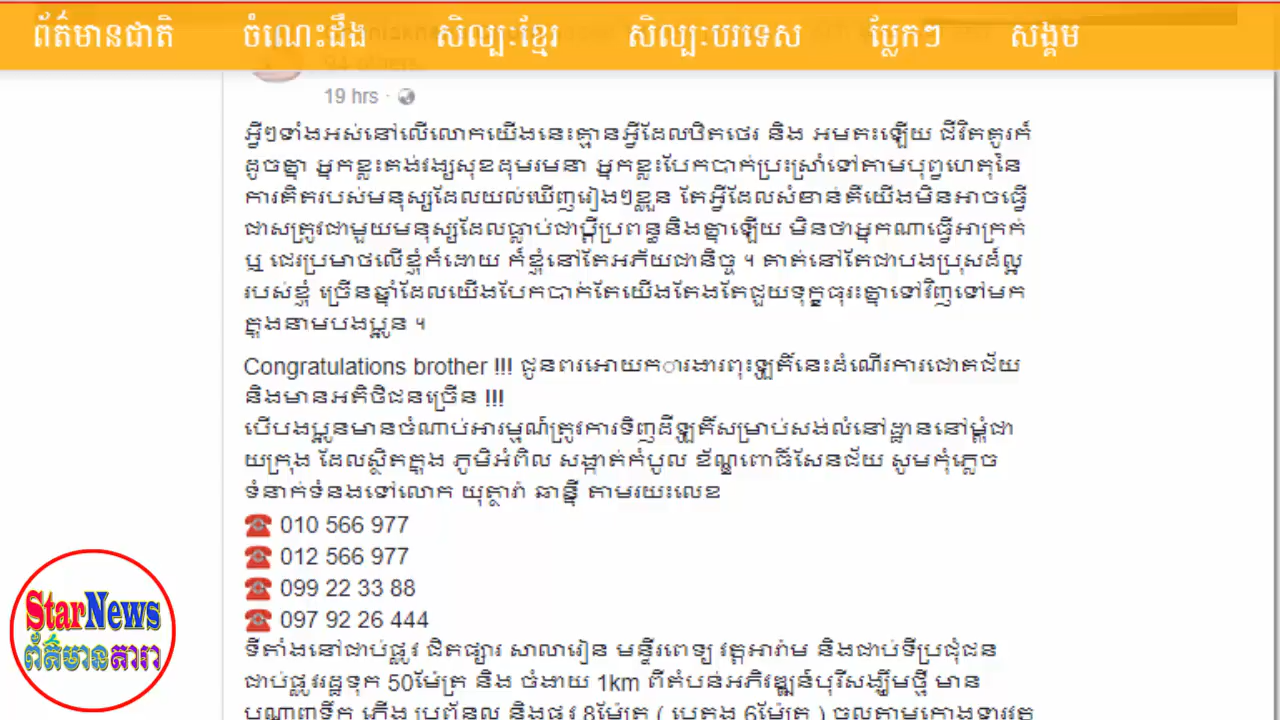 ព័ត៌មានជាតិ ចំណេះដឹង សិល្បៈខ្មែរ សិល្បៈបរទេស ប្លែកៗ សង្គម
19 hrs ·
អ្វីៗទាំងអស់នៅលើលោកយើងនេះគ្មានអ្វីដែលឋិតថេរ និង អមតះឡើយ ជីវិតគូរក៏
ដូចគ្នា អ្នកខ្លះគង់វង្សសុខដុមរមនា អ្នកខ្លះបែកបាក់ប្រះស្រាំទៅតាមបុព្វហេតុនៃ
ការគិតរបស់មនុស្សដែលយល់ឃើញរៀងៗខ្លួន តែអ្វីដែលសំខាន់គឺយើងមិនអាចធ្វើ
ជាសត្រូវជាមួយមនុស្សដែលធ្លាប់ជាប្តីប្រពន្ធនិងគ្នាឡើយ មិនថាអ្នកណាធ្វើអាក្រក់
ឬ ជេរប្រមាថលើខ្ញុំក៏ដោយ ក៏ខ្ញុំនៅតែអភ័យជានិច្ច ។ គាត់នៅតែជាបងប្រុសដ៏ល្អ
របស់ខ្ញុំ ច្រើនឆ្នាំដែលយើងបែកបាក់តែយើងតែងតែជួយទុក្ខធុរះគ្នាទៅវិញទៅមក
ក្នុងនាមបងប្អូន ។
Congratulations brother !!! ជូនពរអោយកាារងារពុះឡូតិ៍នេះដំណើរការជោគជ័យ
និងមានអតិថិជនច្រើន !!!
បើបងប្អូនមានចំណាប់អារម្មណ៍ត្រូវការទិញដីឡូតិ៍សម្រាប់សង់លំនៅដ្ឋាននៅម្តុំជា
យក្រុង ដែលស្ថិតក្នុង ភូមិអំពិល សង្កាត់កំបូល ខ័ណ្ឌពោធិ៍សែនជ័យ សូមកុំភ្លេច
ទំនាក់ទំនងទៅលោក យុត្ថារ៉ា ឆាន្នី តាមរយះលេខ
☎ 010 566 977
☎ 012 566 977
☎ 099 22 33 88
☎ 097 92 26 444
ទីតាំងនៅជាប់ផ្លូវ ជិតផ្សារ សាលារៀន មន្ទីរពេទ្យ វត្តអារ៉ាម និងជាប់ទីប្រជុំជន
ជាប់ផ្លូវរដ្ឋទុក 50ម៉ែត្រ និង ចំងាយ 1km ពីតំបន់អភិវឌ្ឍន៍បុរីសង្ឃឹមថ្មី មាន
StarNews
ព័ត៌មានតារា